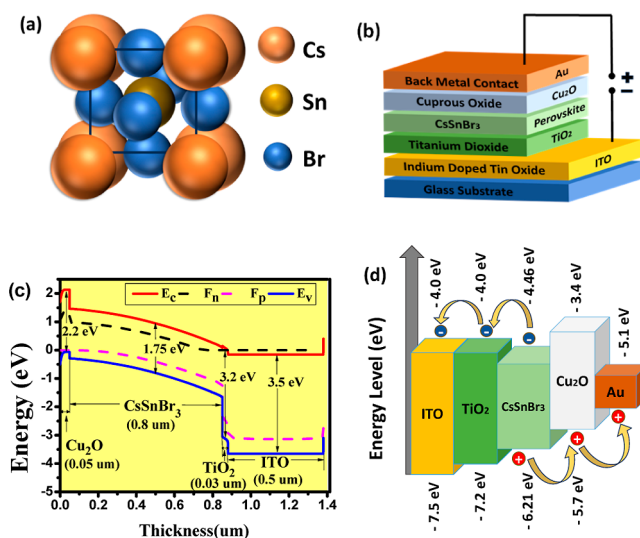 (a)
Cs
Sn
Br
(b)
+
−
Back Metal Contact
Au
Cuprous Oxide
Cu₂O
CsSnBr₃
Perovskite
Titanium Dioxide
TiO₂
Indium Doped Tin Oxide
ITO
Glass Substrate
(c)
E_c F_n F_p E_v
2
1
0
-1
-2
-3
-4
-5
Energy (eV)
2.2 eV
1.75 eV
3.2 eV
3.5 eV
CsSnBr₃
(0.8 um)
Cu₂O
(0.05 um)
TiO₂
(0.03 um)
ITO
(0.5 um)
0.0 0.2 0.4 0.6 0.8 1.0 1.2 1.4
Thickness(um)
(d)
Energy Level (eV)
- 4.0 eV
- 4.0 eV
- 4.46 eV
- 3.4 eV
- 5.1 eV
ITO
TiO₂
CsSnBr3
Cu₂O
Au
- 7.5 eV
- 7.2 eV
- 6.21 eV
- 5.7 eV